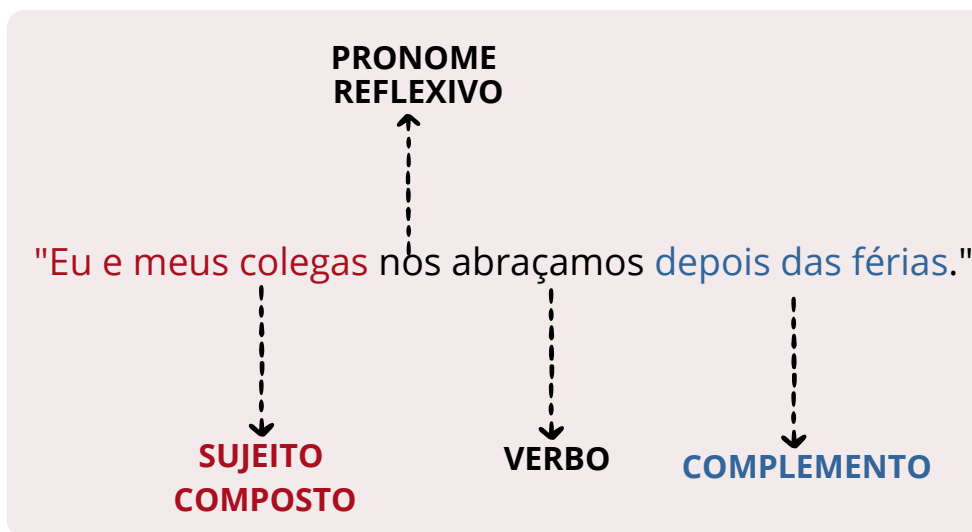 PRONOME
REFLEXIVO
"Eu e meus colegas nos abraçamos depois das férias."
SUJEITO
COMPOSTO
VERBO
COMPLEMENTO